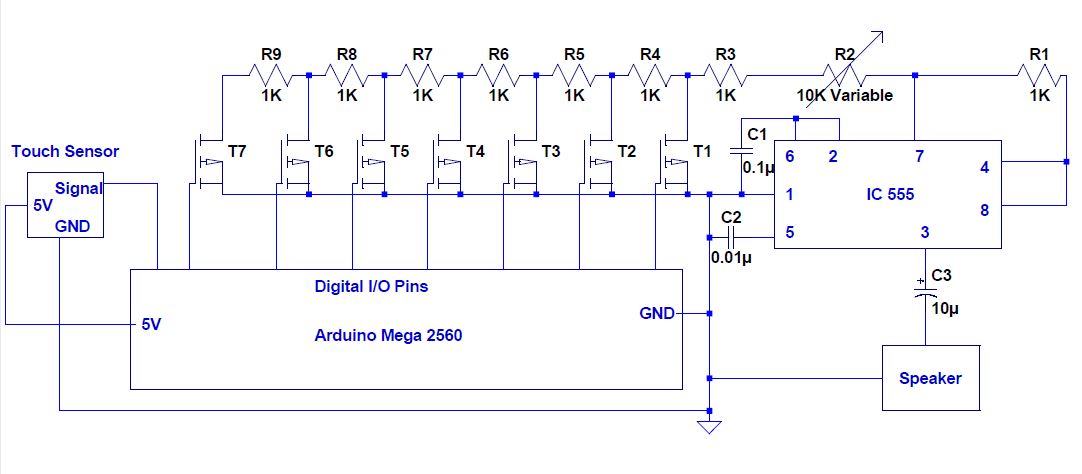 R9 R8 R7 R6 R5 R4 R3 R2 R1
1K 1K 1K 1K 1K 1K 1K 10K Variable 1K
T7 T6 T5 T4 T3 T2 T1
C1
0.1µ
6 2 7
4
1 IC 555
8
5 3
C2
0.01µ
Touch Sensor
Signal
5V
GND
Digital I/O Pins
GND
5V Arduino Mega 2560
C3
+
10µ
Speaker